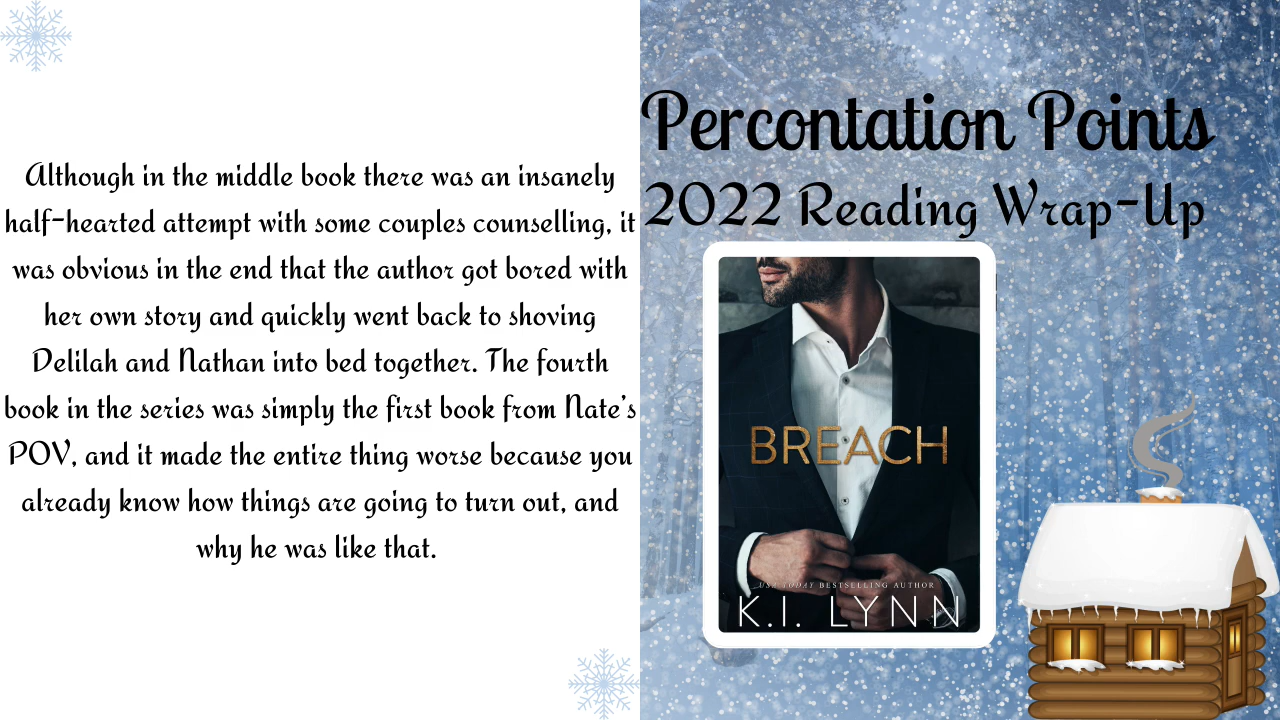 Although in the middle book there was an insanely
half-hearted attempt with some couples counselling, it
was obvious in the end that the author got bored with
her own story and quickly went back to shoving
Delilah and Nathan into bed together. The fourth
book in the series was simply the first book from Nate's
POV, and it made the entire thing worse because you
already know how things are going to turn out, and
why he was like that.
Percontation Points
2022 Reading Wrap-Up
BREACH
USA TODAY BESTSELLING AUTHOR
K.I. LYNN